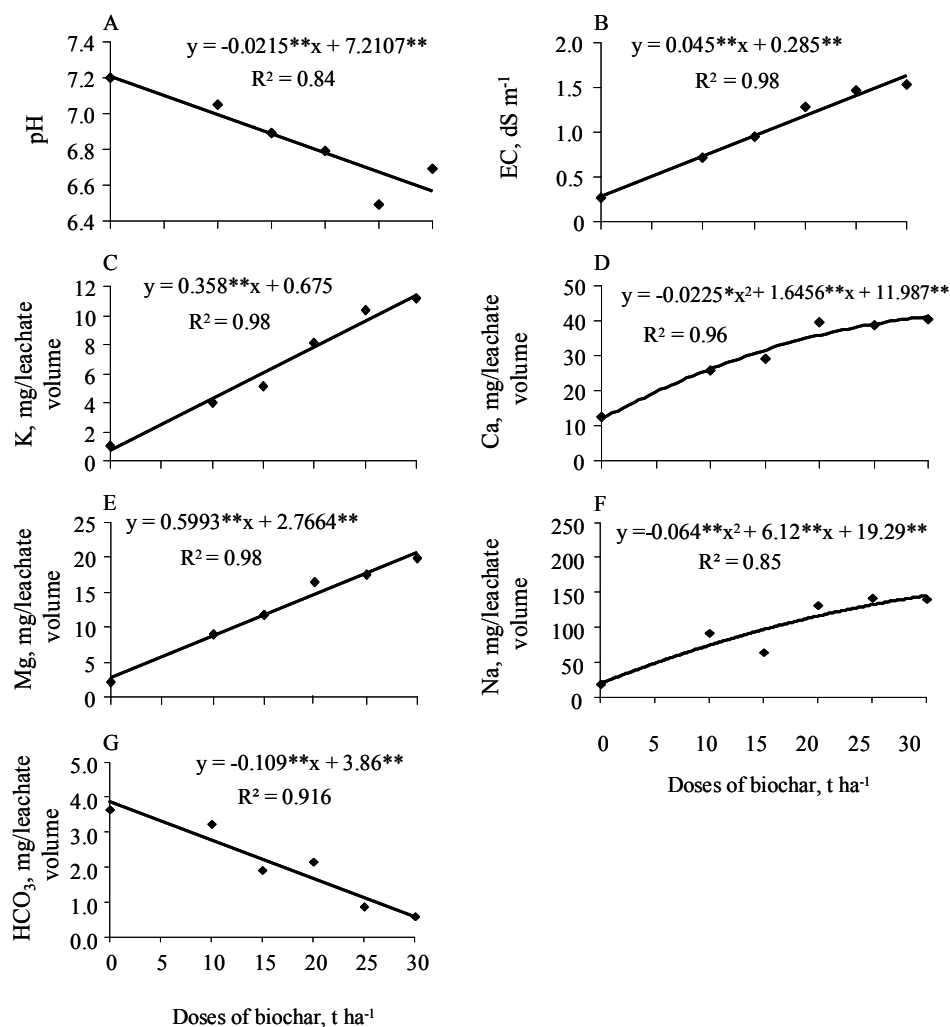 A
y = -0.0215**x + 7.2107**
R² = 0.84
7.4
7.2
7.0
6.8
6.6
6.4
pH
B
y = 0.045**x + 0.285**
R² = 0.98
2.0
1.5
1.0
0.5
0
EC, dS m⁻¹
C
y = 0.358**x + 0.675
R² = 0.98
12
10
8
6
4
2
0
K, mg/leachate
volume
D
y = -0.0225*x²+ 1.6456**x + 11.987**
R² = 0.96
50
40
30
20
10
0
Ca, mg/leachate
volume
E
y = 0.5993**x + 2.7664**
R² = 0.98
25
20
15
10
5
0
Mg, mg/leachate
volume
F
y =-0.064**x² + 6.12**x + 19.29**
R² = 0.85
250
200
150
100
50
0
Na, mg/leachate
volume
0 5 10 15 20 25 30
Doses of biochar, t ha⁻¹
G
y = -0.109**x + 3.86**
R² = 0.916
5.0
4.0
3.0
2.0
1.0
0.0
HCO₃, mg/leachate
volume
0 5 10 15 20 25 30
Doses of biochar, t ha⁻¹